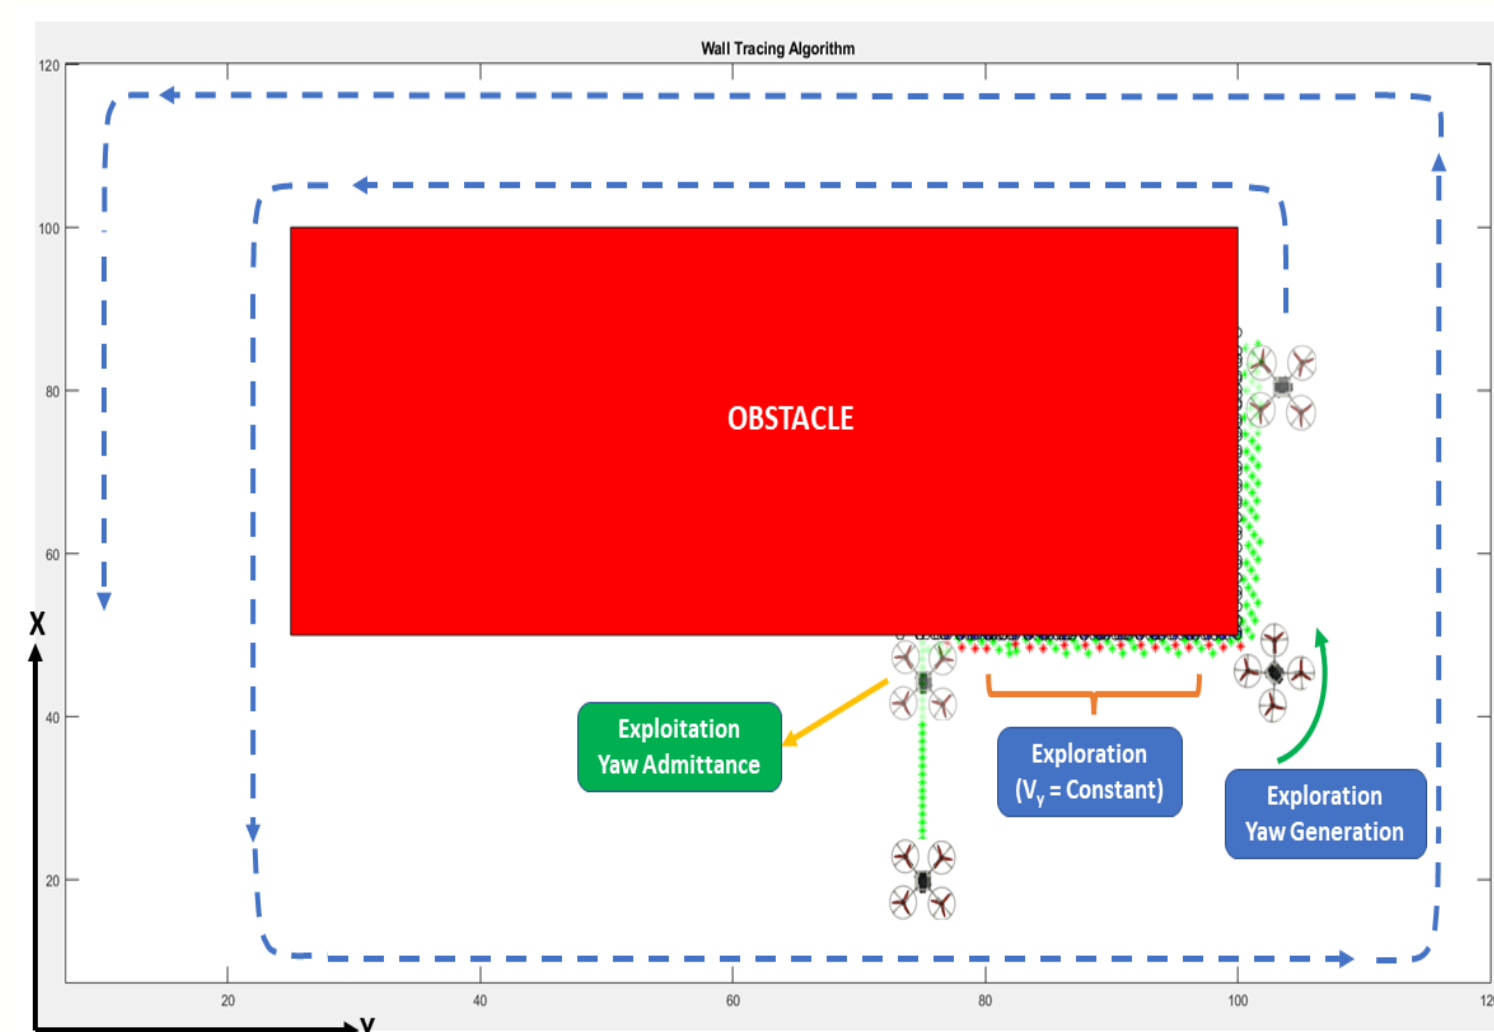 Wall Tracing Algorithm
120
100
80
60
40
20
X
OBSTACLE
Exploitation
Yaw Admittance
Exploration
(Vy = Constant)
Exploration
Yaw Generation
20
40
60
80
100